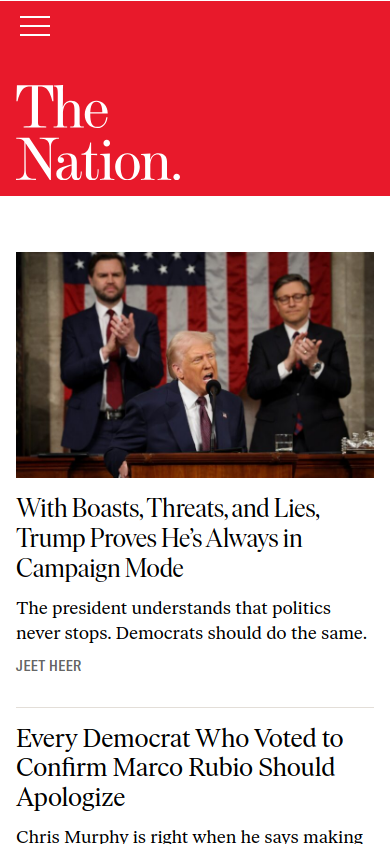 The
Nation.
With Boasts, Threats, and Lies,
Trump Proves He's Always in
Campaign Mode
The president understands that politics
never stops. Democrats should do the same.
JEET HEER
Every Democrat Who Voted to
Confirm Marco Rubio Should
Apologize
Chris Murphy is right when he says making